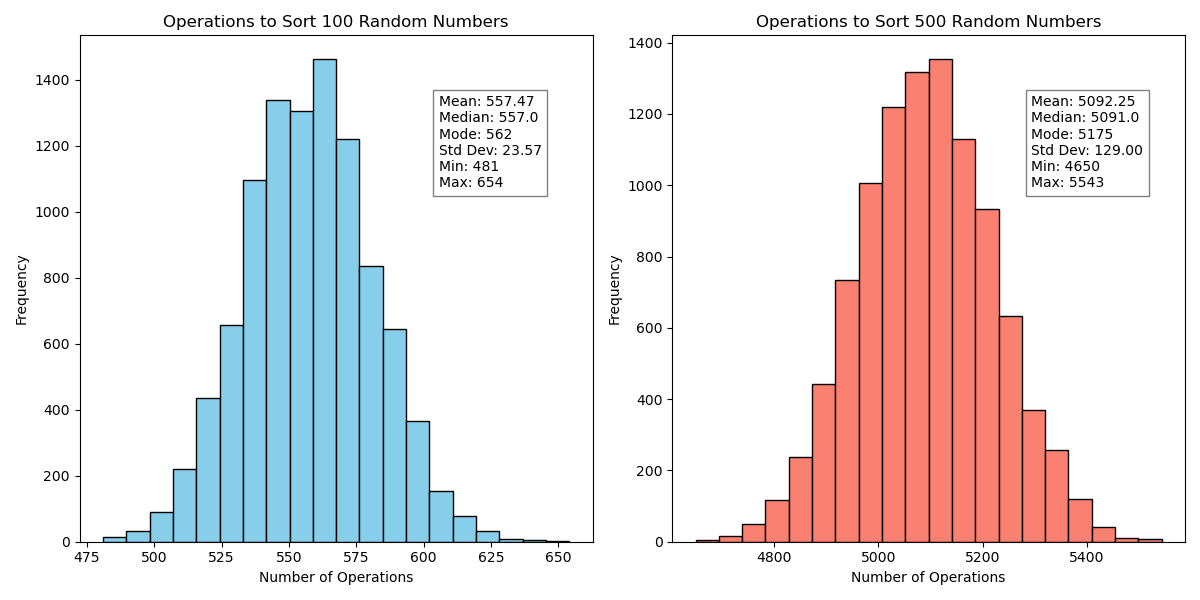 Operations to Sort 100 Random Numbers
1400
1200
1000
800
600
400
200
0
Frequency
Mean: 557.47
Median: 557.0
Mode: 562
Std Dev: 23.57
Min: 481
Max: 654
475 500 525 550 575 600 625 650
Number of Operations
Operations to Sort 500 Random Numbers
1400
1200
1000
800
600
400
200
0
Frequency
Mean: 5092.25
Median: 5091.0
Mode: 5175
Std Dev: 129.00
Min: 4650
Max: 5543
4800 5000 5200 5400
Number of Operations